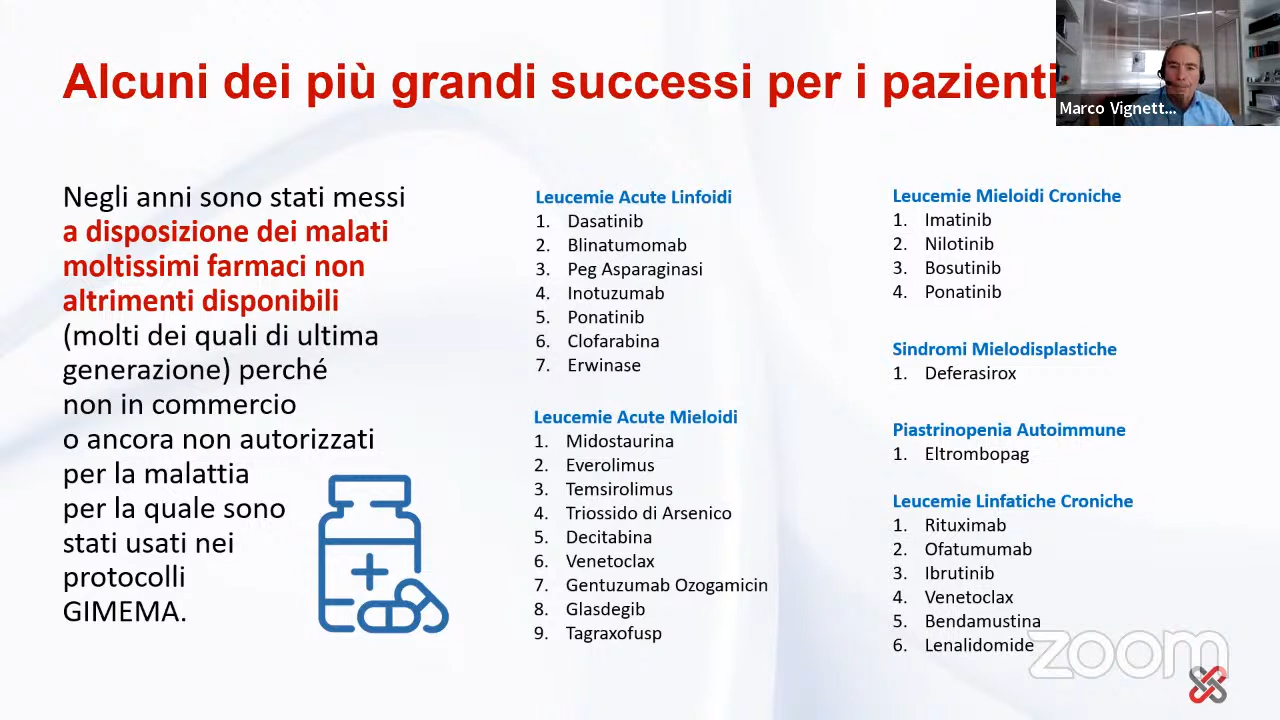 Alcuni dei più grandi successi per i pazienti
Marco Vignett...
Negli anni sono stati messi
a disposizione dei malati
moltissimi farmaci non
altrimenti disponibili
(molti dei quali di ultima
generazione) perché
non in commercio
o ancora non autorizzati
per la malattia
per la quale sono
stati usati nei
protocolli
GIMEMA.
Leucemie Acute Linfoidi
1. Dasatinib
2. Blinatumomab
3. Peg Asparaginasi
4. Inotuzumab
5. Ponatinib
6. Clofarabina
7. Erwinase
Leucemie Acute Mieloidi
1. Midostaurina
2. Everolimus
3. Temsirolimus
4. Triossido di Arsenico
5. Decitabina
6. Venetoclax
7. Gentuzumab Ozogamicin
8. Glasdegib
9. Tagraxofusp
Leucemie Mieloidi Croniche
1. Imatinib
2. Nilotinib
3. Bosutinib
4. Ponatinib
Sindromi Mielodisplastiche
1. Deferasirox
Piastrinopenia Autoimmune
1. Eltrombopag
Leucemie Linfatiche Croniche
1. Rituximab
2. Ofatumumab
3. Ibrutinib
4. Venetoclax
5. Bendamustina
6. Lenalidomide
zoom